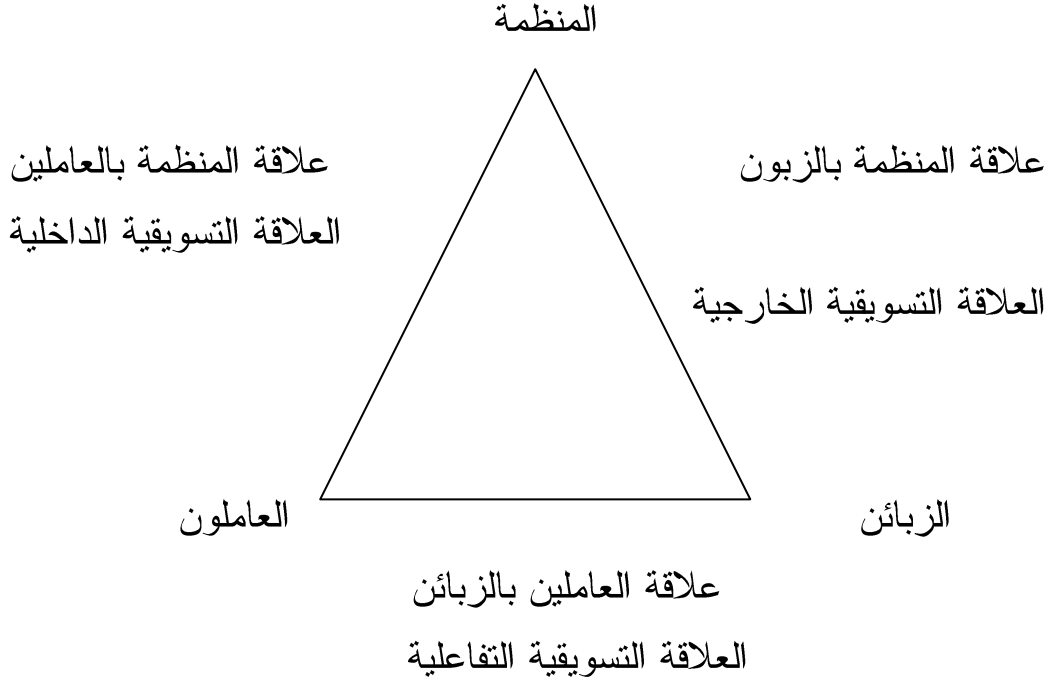 المنظمة
علاقة المنظمة بالزبون
علاقة المنظمة بالعاملين
العلاقة التسويقية الداخلية
العلاقة التسويقية الخارجية
الزبائن
العاملون
علاقة العاملين بالزبائن
العلاقة التسويقية التفاعلية